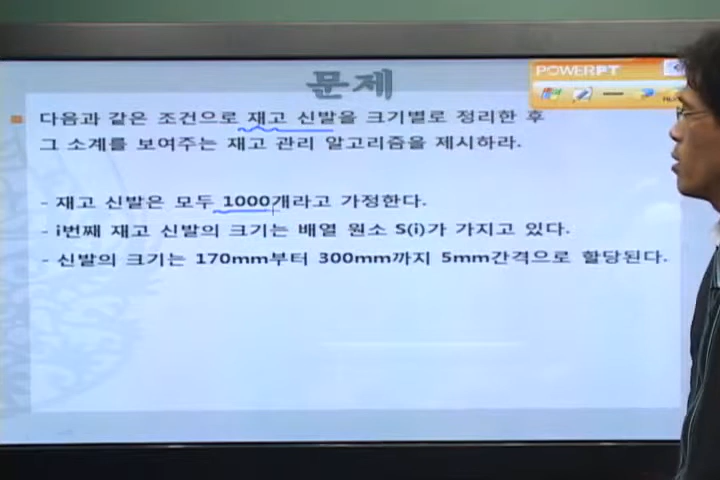 문제
POWERPT
다음과 같은 조건으로 재고 신발을 크기별로 정리한 후
그 소계를 보여주는 재고 관리 알고리즘을 제시하라.
- 재고 신발은 모두 1000개라고 가정한다.
- i번째 재고 신발의 크기는 배열 원소 S(i)가 가지고 있다.
- 신발의 크기는 170mm부터 300mm까지 5mm간격으로 할당된다.